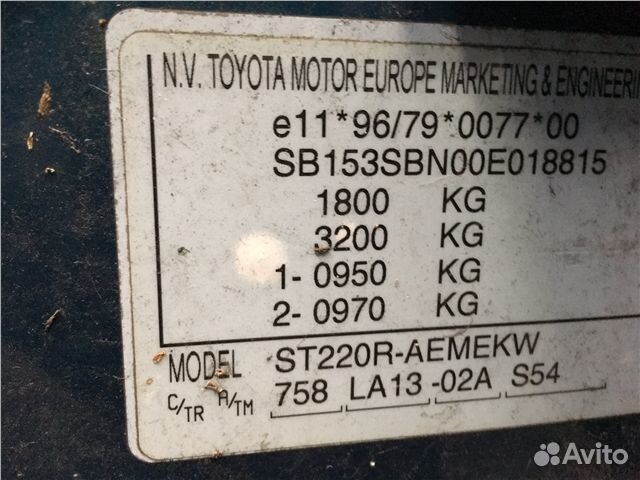 N.V. TOYOTA MOTOR EUROPE MARKETING & ENGINEERIN
e11*96/79*0077*00
SB153SBN00E018815
1800 KG
3200 KG
1- 0950 KG
2- 0970 KG
MODEL ST220R-AEMEKW
C/TR A/TM 758 LA13 -02A S54
Avito